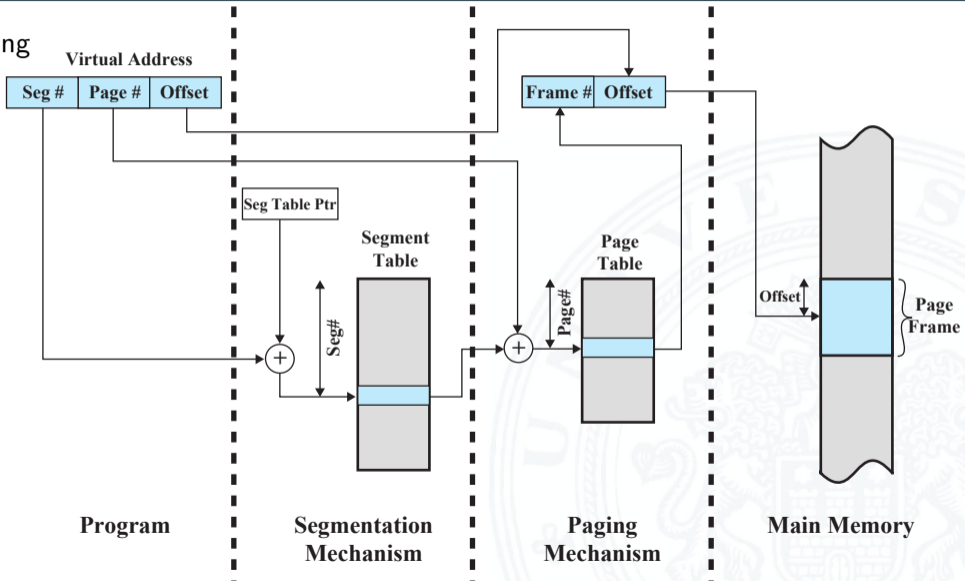 ng
Virtual Address
Seg # Page # Offset
Frame # Offset
Seg Table Ptr
Segment
Table
Seg#
+
Page
Table
Page#
+
Offset
Page
Frame
Program
Segmentation
Mechanism
Paging
Mechanism
Main Memory